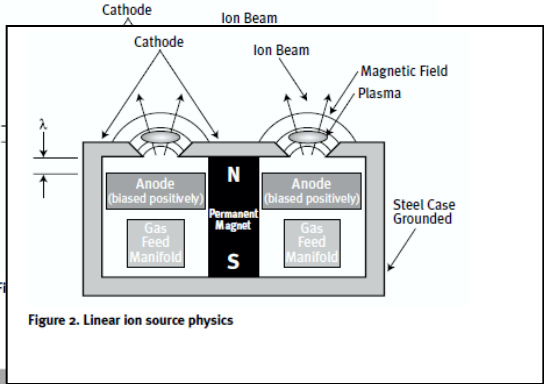 Cathode
Ion Beam
Cathode
Ion Beam
Magnetic Field
Plasma
λ
N
Anode
(biased positively)
Anode
(biased positively)
Permanent
Magnet
Steel Case
Grounded
Gas
Feed
Manifold
Gas
Feed
Manifold
S
Fi
Figure 2. Linear ion source physics